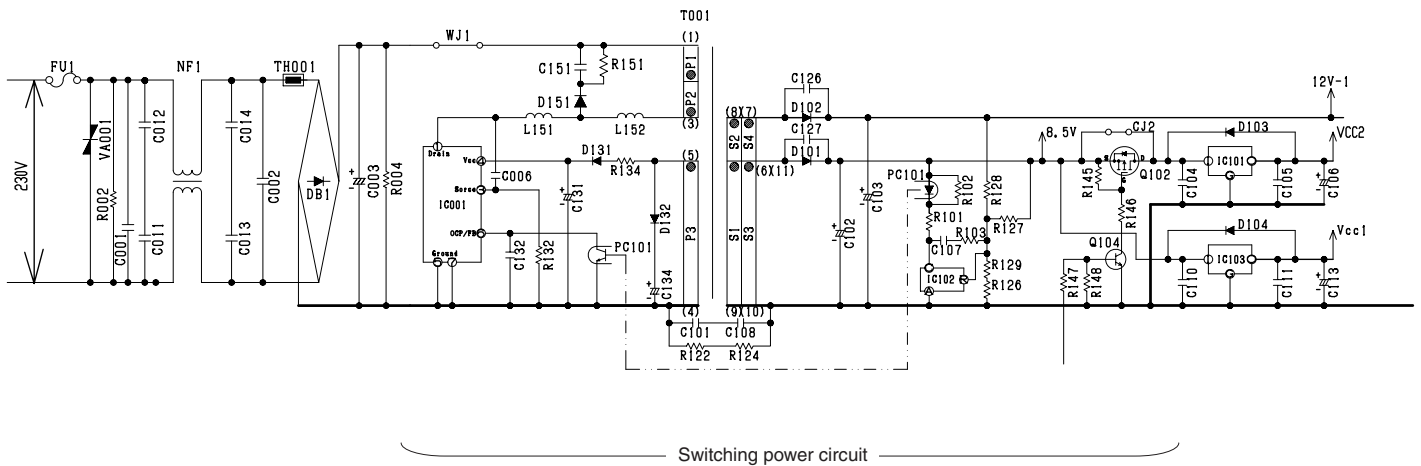 T001
(1)
WJ1
FU1
NF1
TH001
C151
R151
P1
C126
12V-1
D151
P2
D102
(8)(7)
L151
L152
(3)
C127
S2
S4
8.5V
CJ2
D103
VCC2
C012
C014
VA001
Drain
Vcc
D131
(5)
D101
(6)(11)
IC101
Q102
230V
R002
C001
C011
C013
C002
DB1
C003
R004
C006
Sorce
IC001
R134
C131
D132
PC101
R102
R128
R145
C104
C105
C106
R101
R127
R146
C103
C102
OCP/FB
C132
R132
PC101
P3
S1
S3
C107
R103
D104
Vcc1
Q104
Ground
C134
IC102
R129
R126
R147
R148
C110
IC103
C111
C113
(4)
(9)(10)
C101
C108
R122
R124
Switching power circuit